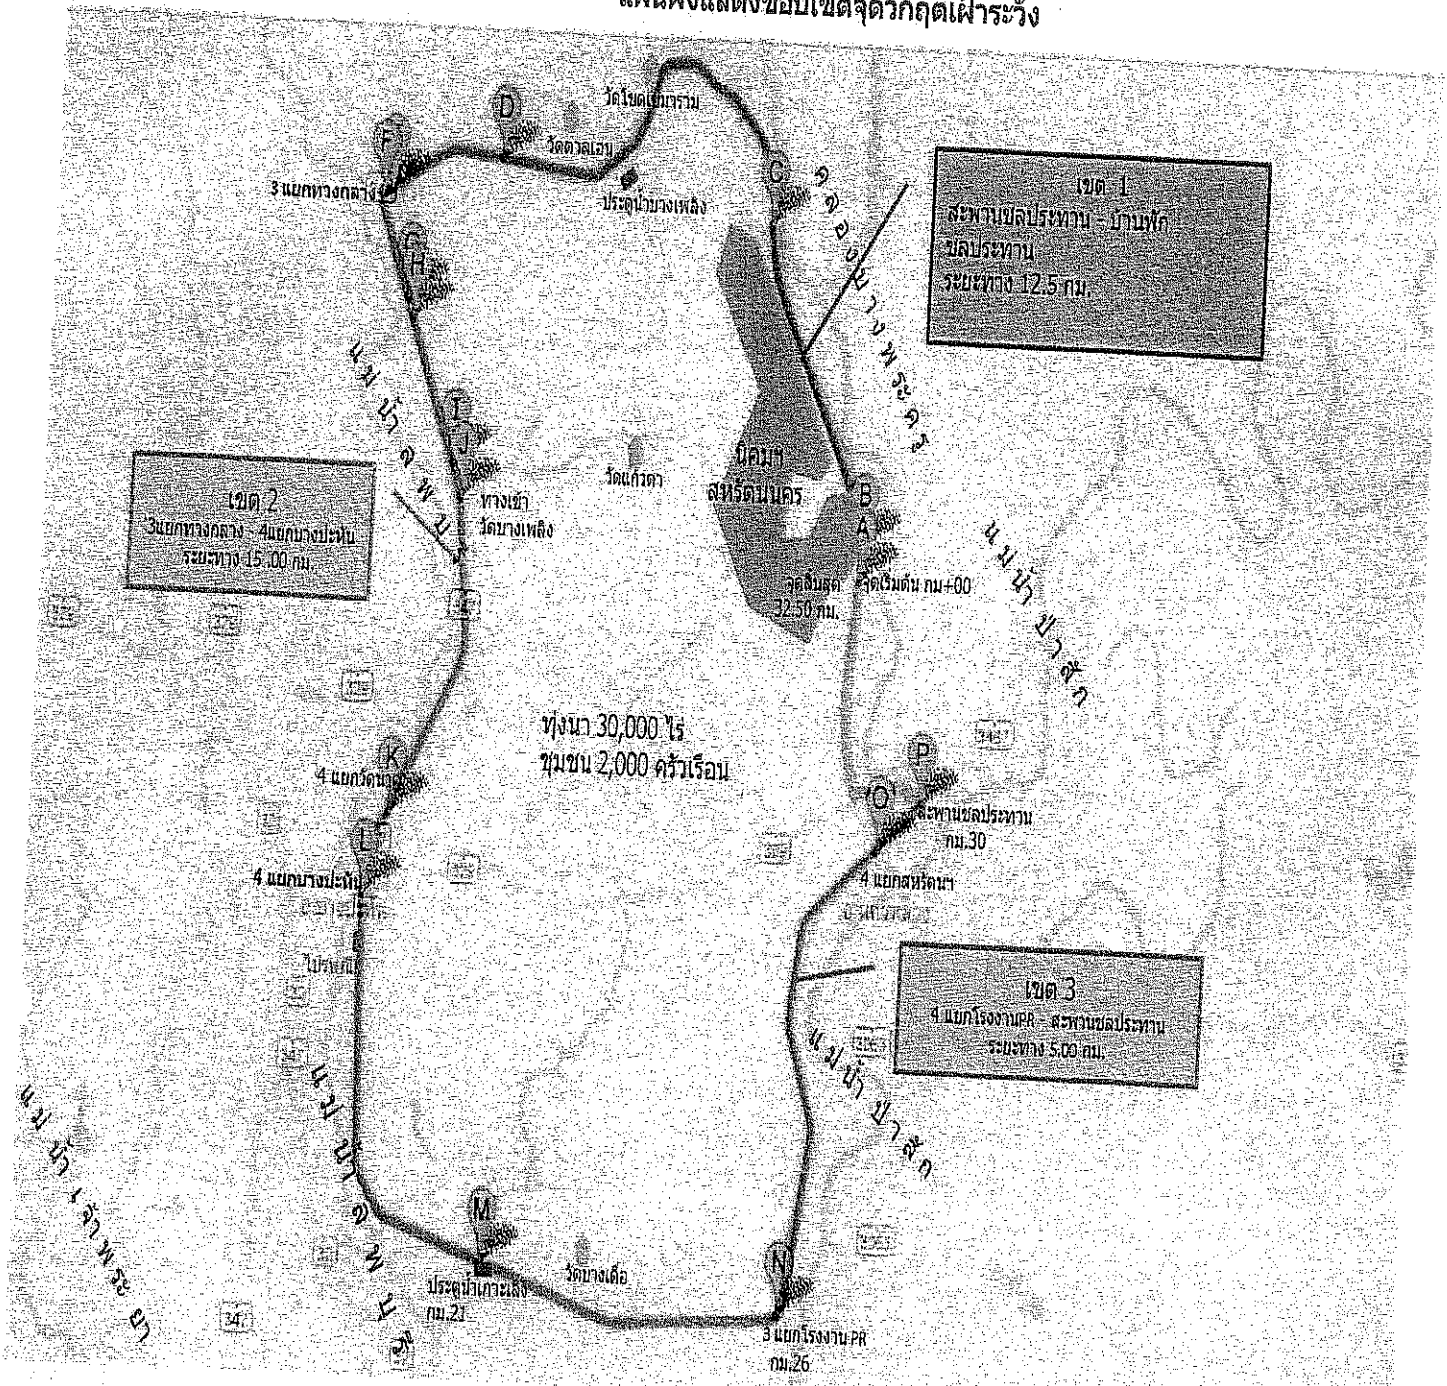 แผนผังแสดงขอบเขตจุดวิกฤตเฝ้าระวัง
D
วัดโขดเขมาราม
F
วัดตาลเอน
3 แยกทวงกลาง
ประตูน้ำบางเพลิง
C
คลองบางพระครู
เขต 1
สะพานชลประทาน - บ้านพัก
ชลประทาน
ระยะทาง 12.5 กม.
H
แม่น้ำลพบุรี
I
J
ทางเข้า
วัดบางเพลิง
วัดแก้วตา
นิคมฯ
สหรัตนนคร
B
A
เขต 2
3แยกทางกลาง - 4แยกบางปะหัน
ระยะทาง 15.00 กม.
จุดสิ้นสุด
32.50 กม.
จุดเริ่มต้น กม+00
แม่น้ำป่าสัก
ทุ่งนา 30,000 ไร่
ชุมชน 2,000 ครัวเรือน
K
L
4 แยกบางปะหัน
P
O
สะพานชลประทาน
กม.30
4 แยกสหรัตนฯ
เขต 3
4 แยกโรงงานPR - สะพานชลประทาน
ระยะทาง 5.00 กม.
แม่น้ำป่าสัก
แม่น้ำลพบุรี
แม่น้ำเจ้าพระยา
M
ประตูน้ำเกาะเลิ่ง
กม.21
วัดบางเดื่อ
N
3 แยกโรงงาน PR
กม.26
347